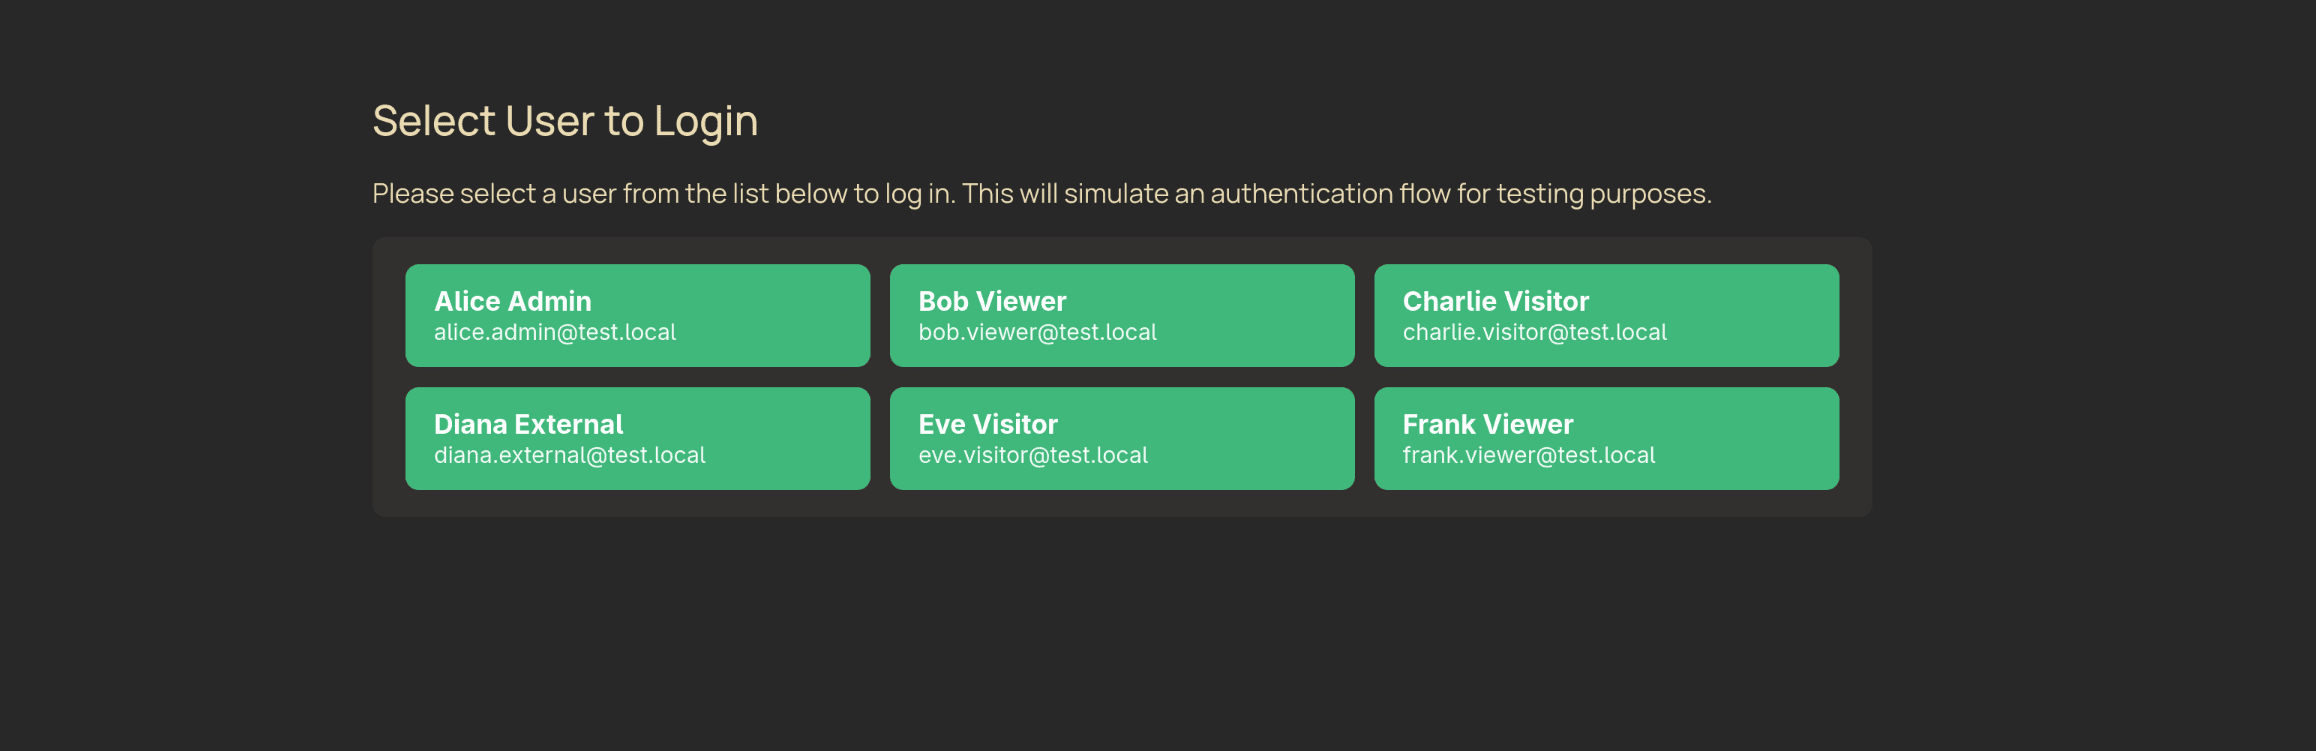 Select User to Login
Please select a user from the list below to log in. This will simulate an authentication flow for testing purposes.
Alice Admin
alice.admin@test.local
Bob Viewer
bob.viewer@test.local
Charlie Visitor
charlie.visitor@test.local
Diana External
diana.external@test.local
Eve Visitor
eve.visitor@test.local
Frank Viewer
frank.viewer@test.local